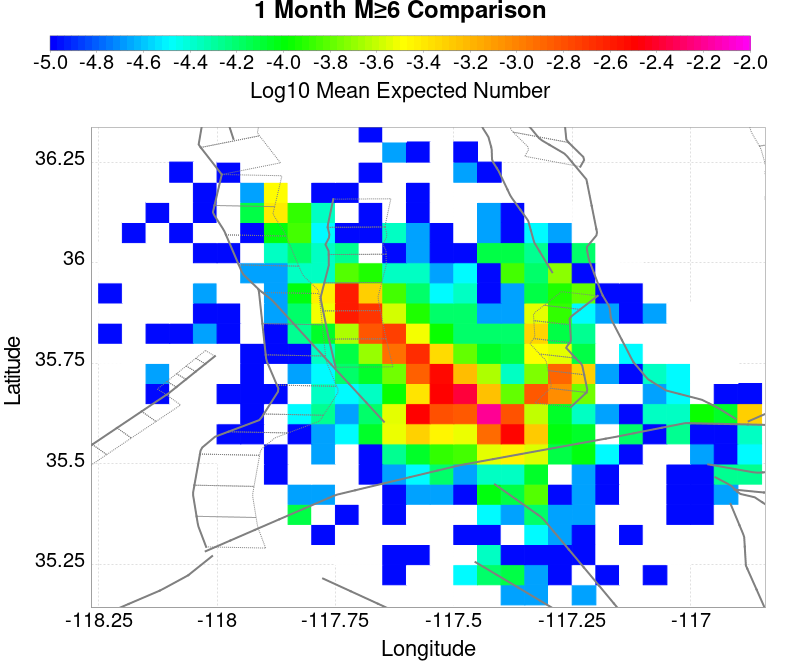 1 Month M≥6 Comparison
-5.0 -4.8 -4.6 -4.4 -4.2 -4.0 -3.8 -3.6 -3.4 -3.2 -3.0 -2.8 -2.6 -2.4 -2.2 -2.0
Log10 Mean Expected Number
36.25
36
35.75
35.5
35.25
Latitude
-118.25 -118 -117.75 -117.5 -117.25 -117
Longitude